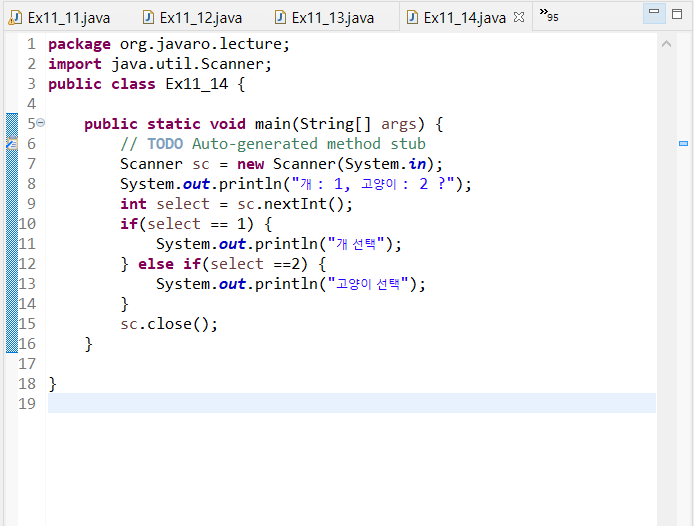 Ex11_11.java Ex11_12.java Ex11_13.java Ex11_14.java »95
1 package org.javaro.lecture;
2 import java.util.Scanner;
3 public class Ex11_14 {
4
5 public static void main(String[] args) {
6 // TODO Auto-generated method stub
7 Scanner sc = new Scanner(System.in);
8 System.out.println("개 : 1, 고양이 : 2 ?");
9 int select = sc.nextInt();
10 if(select == 1) {
11 System.out.println("개 선택");
12 } else if(select ==2) {
13 System.out.println("고양이 선택");
14 }
15 sc.close();
16 }
17
18 }
19